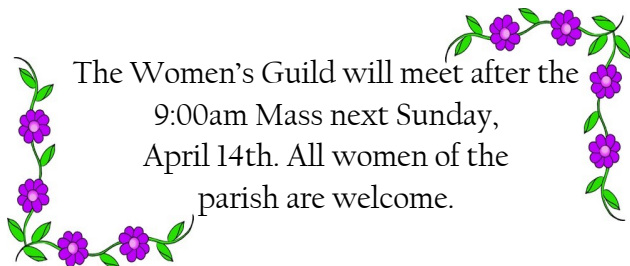 The Women's Guild will meet after the
9:00am Mass next Sunday,
April 14th. All women of the
parish are welcome.